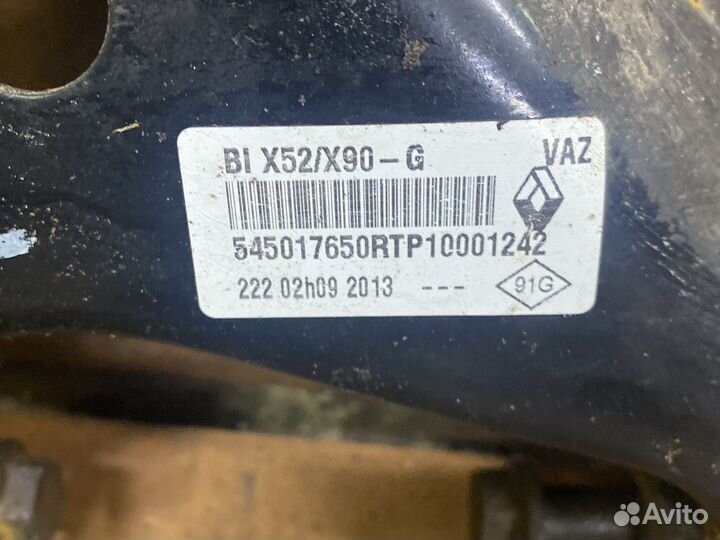 BI X52/X90-G VAZ
545017650RTP10001242
222 02h09 2013 ---
91G
Avito